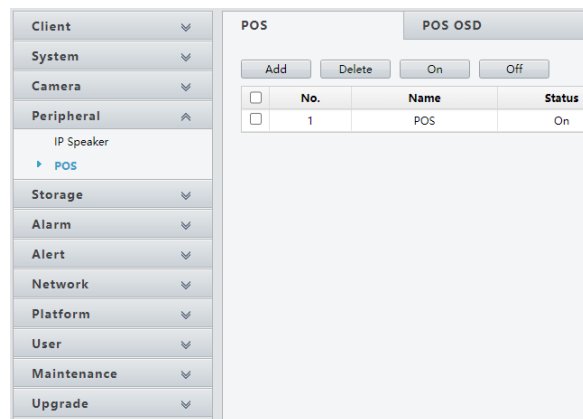 Client
System
Camera
Peripheral
IP Speaker
POS
Storage
Alarm
Alert
Network
Platform
User
Maintenance
Upgrade
POS POS OSD
Add Delete On Off
No. Name Status
1 POS On